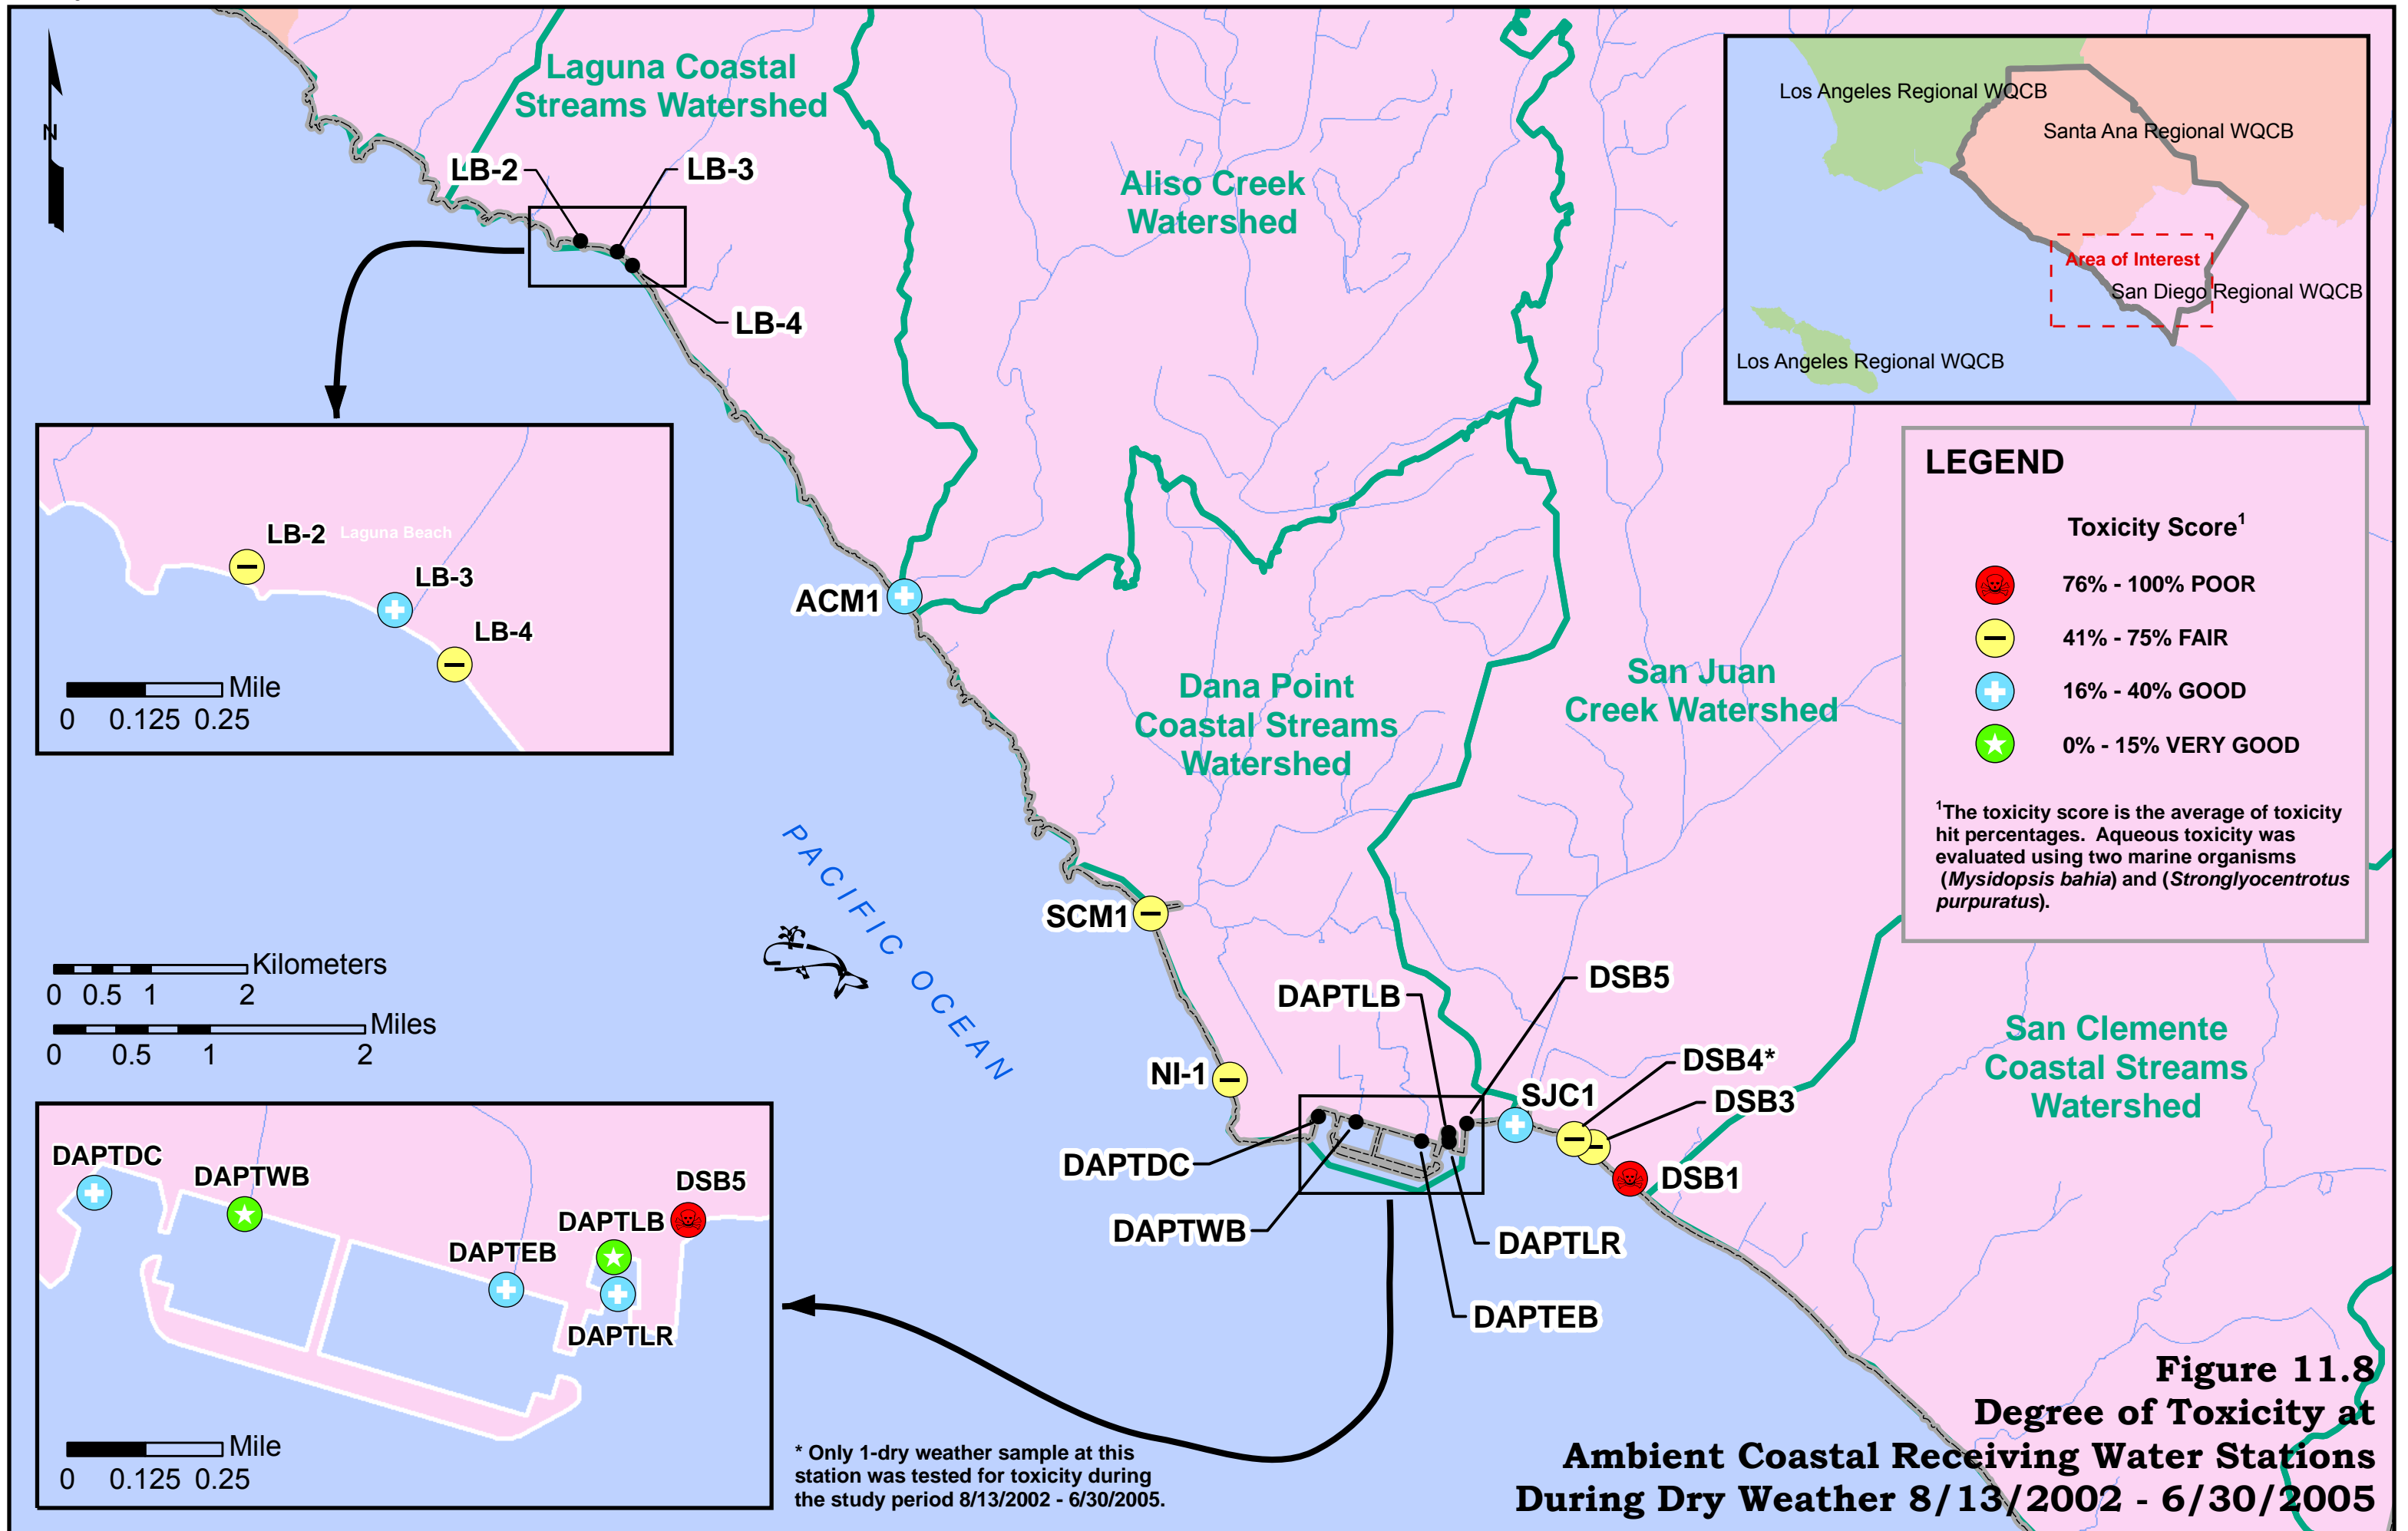 N
Laguna Coastal
Streams Watershed
LB-2
LB-3
LB-4
Aliso Creek
Watershed
Los Angeles Regional WQCB
Santa Ana Regional WQCB
Area of Interest
San Diego Regional WQCB
Los Angeles Regional WQCB
LB-2
Laguna Beach
LB-3
LB-4
Mile
0 0.125 0.25
ACM1
Dana Point
Coastal Streams
Watershed
San Juan
Creek Watershed
LEGEND
Toxicity Score1
76% - 100% POOR
41% - 75% FAIR
16% - 40% GOOD
0% - 15% VERY GOOD
1The toxicity score is the average of toxicity
hit percentages. Aqueous toxicity was
evaluated using two marine organisms
(Mysidopsis bahia) and (Stronglyocentrotus
purpuratus).
PACIFIC OCEAN
SCM1
Kilometers
0 0.5 1 2
Miles
0 0.5 1 2
NI-1
DAPTLB
DSB5
SJC1
DSB4*
DSB3
DSB1
San Clemente
Coastal Streams
Watershed
DAPTDC
DAPTWB
DAPTLR
DAPTEB
DAPTDC
DAPTWB
DSB5
DAPTLB
DAPTEB
DAPTLR
Mile
0 0.125 0.25
* Only 1-dry weather sample at this
station was tested for toxicity during
the study period 8/13/2002 - 6/30/2005.
Figure 11.8
Degree of Toxicity at
Ambient Coastal Receiving Water Stations
During Dry Weather 8/13/2002 - 6/30/2005